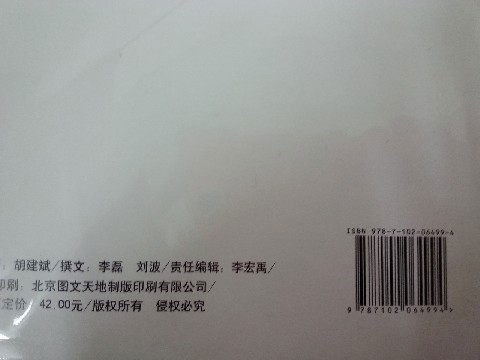 ISBN 978-7-102-06499-4
：胡建斌/撰文：李磊 刘波/责任编辑：李宏禹/
印刷：北京图文天地制版印刷有限公司/
定价：42.00元/版权所有 侵权必究
9 787102 064994 >